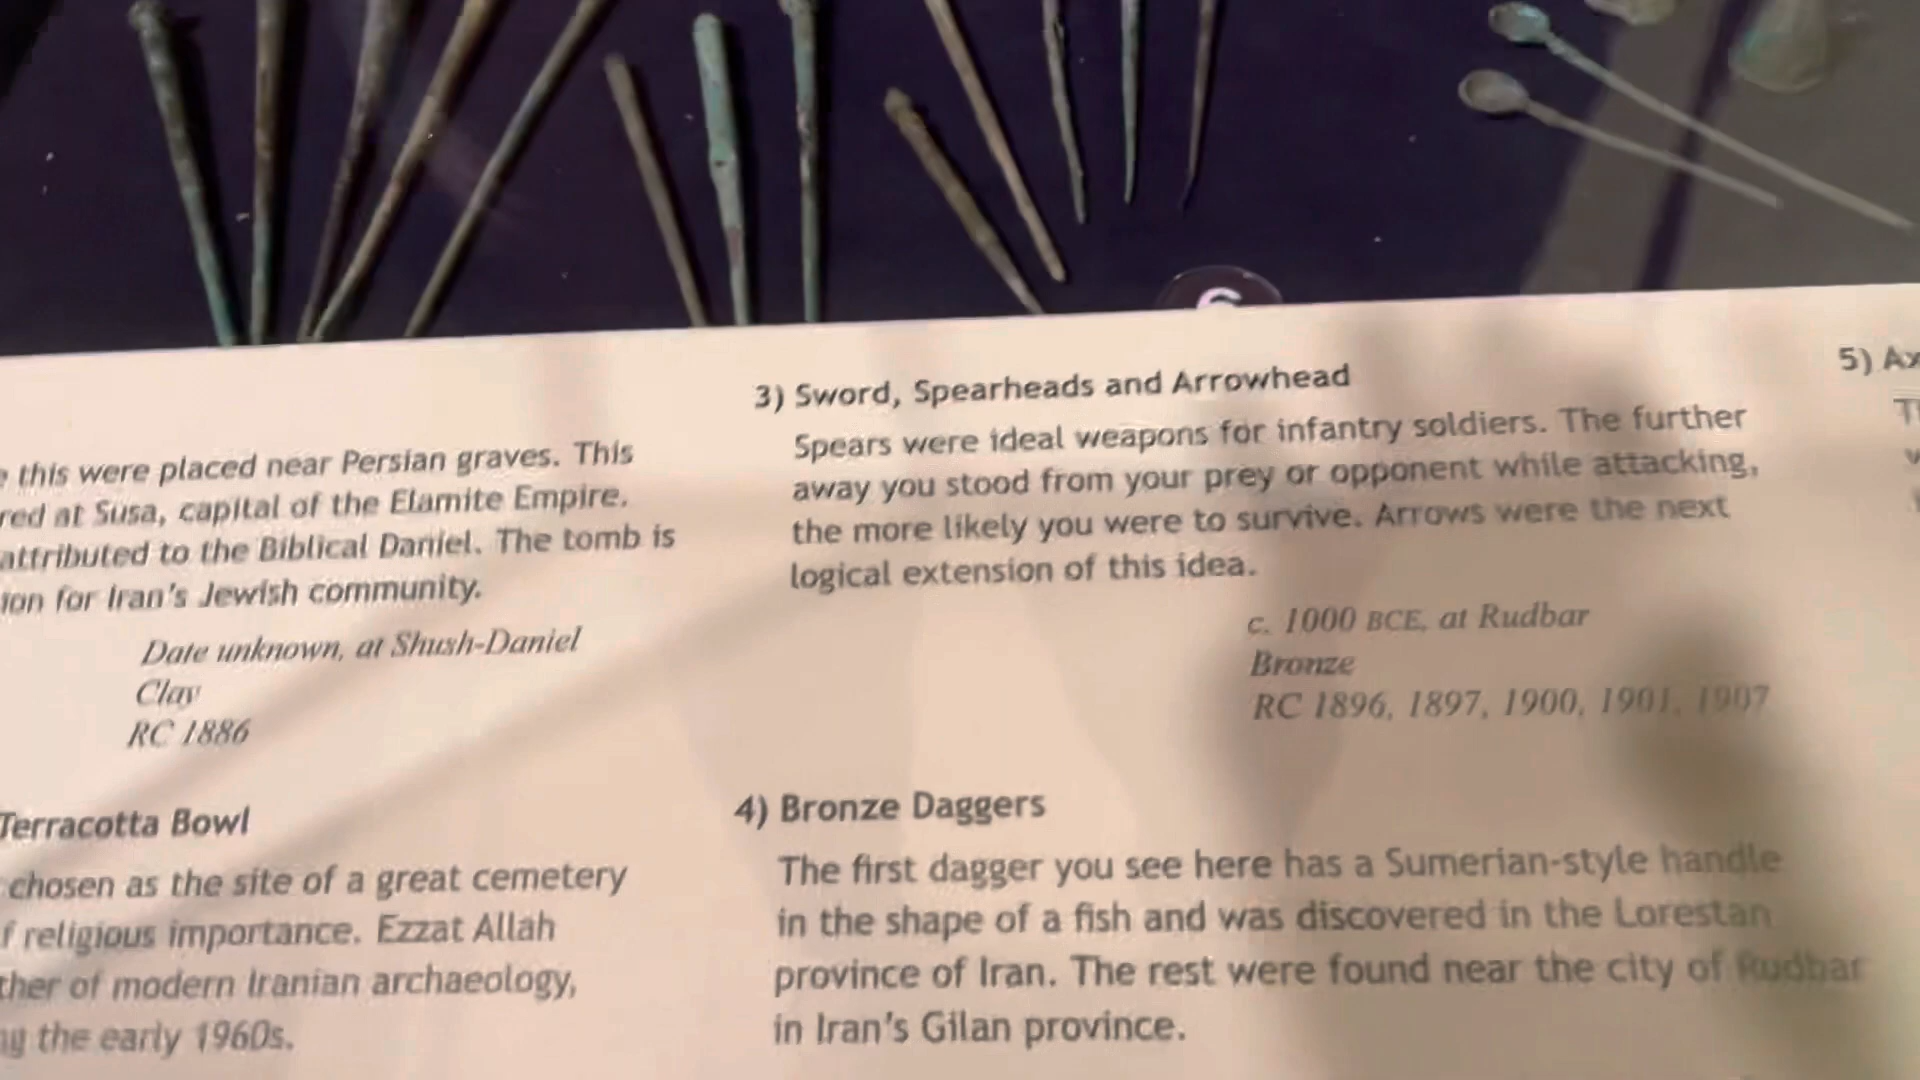 this were placed near Persian graves. This
at Susa, capital of the Elamite Empire.
attributed to the Biblical Daniel. The tomb is
for Iran's Jewish community.
Date unknown, at Shush-Daniel
Clay
RC 1886
Terracotta Bowl
chosen as the site of a great cemetery
religious importance. Ezzat Allah
of modern Iranian archaeology,
the early 1960s.
3) Sword, Spearheads and Arrowhead
Spears were ideal weapons for infantry soldiers. The further
away you stood from your prey or opponent while attacking,
the more likely you were to survive. Arrows were the next
logical extension of this idea.
c. 1000 BCE, at Rudbar
Bronze
RC 1896, 1897, 1900, 1901, 1907
4) Bronze Daggers
The first dagger you see here has a Sumerian-style handle
in the shape of a fish and was discovered in the Lorestan
province of Iran. The rest were found near the city of Rudbar
in Iran's Gilan province.
5)